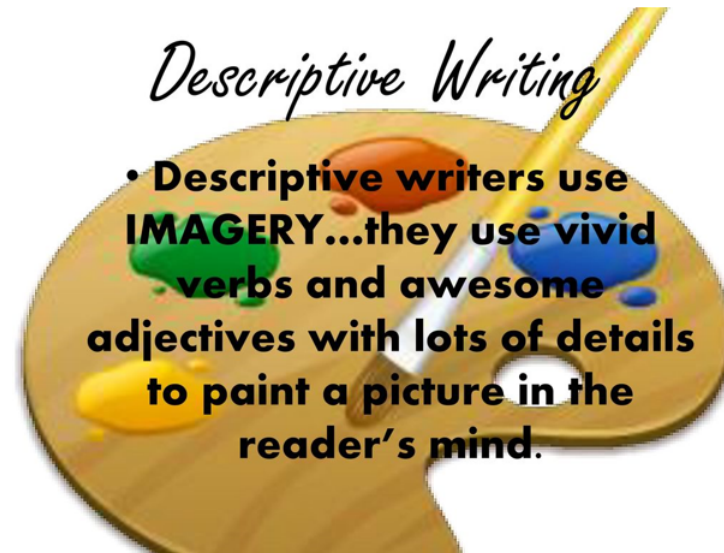 Descriptive Writing
• Descriptive writers use
IMAGERY...they use vivid
verbs and awesome
adjectives with lots of details
to paint a picture in the
reader's mind.